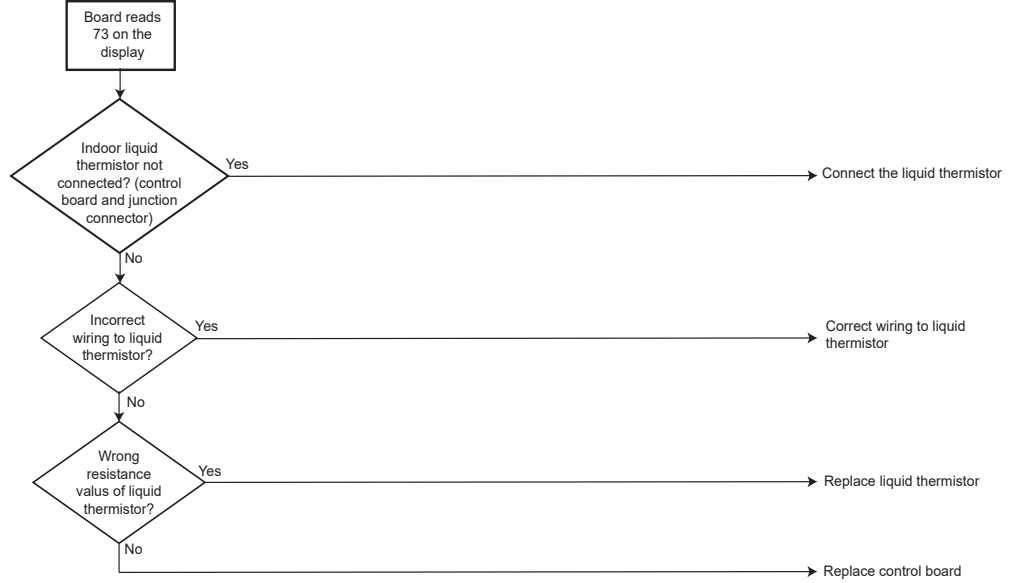 Board reads
73 on the
display
Indoor liquid
thermistor not
connected? (control
board and junction
connector)
Yes
Connect the liquid thermistor
No
Incorrect
wiring to liquid
thermistor?
Yes
Correct wiring to liquid
thermistor
No
Wrong
resistance
valus of liquid
thermistor?
Yes
Replace liquid thermistor
No
Replace control board